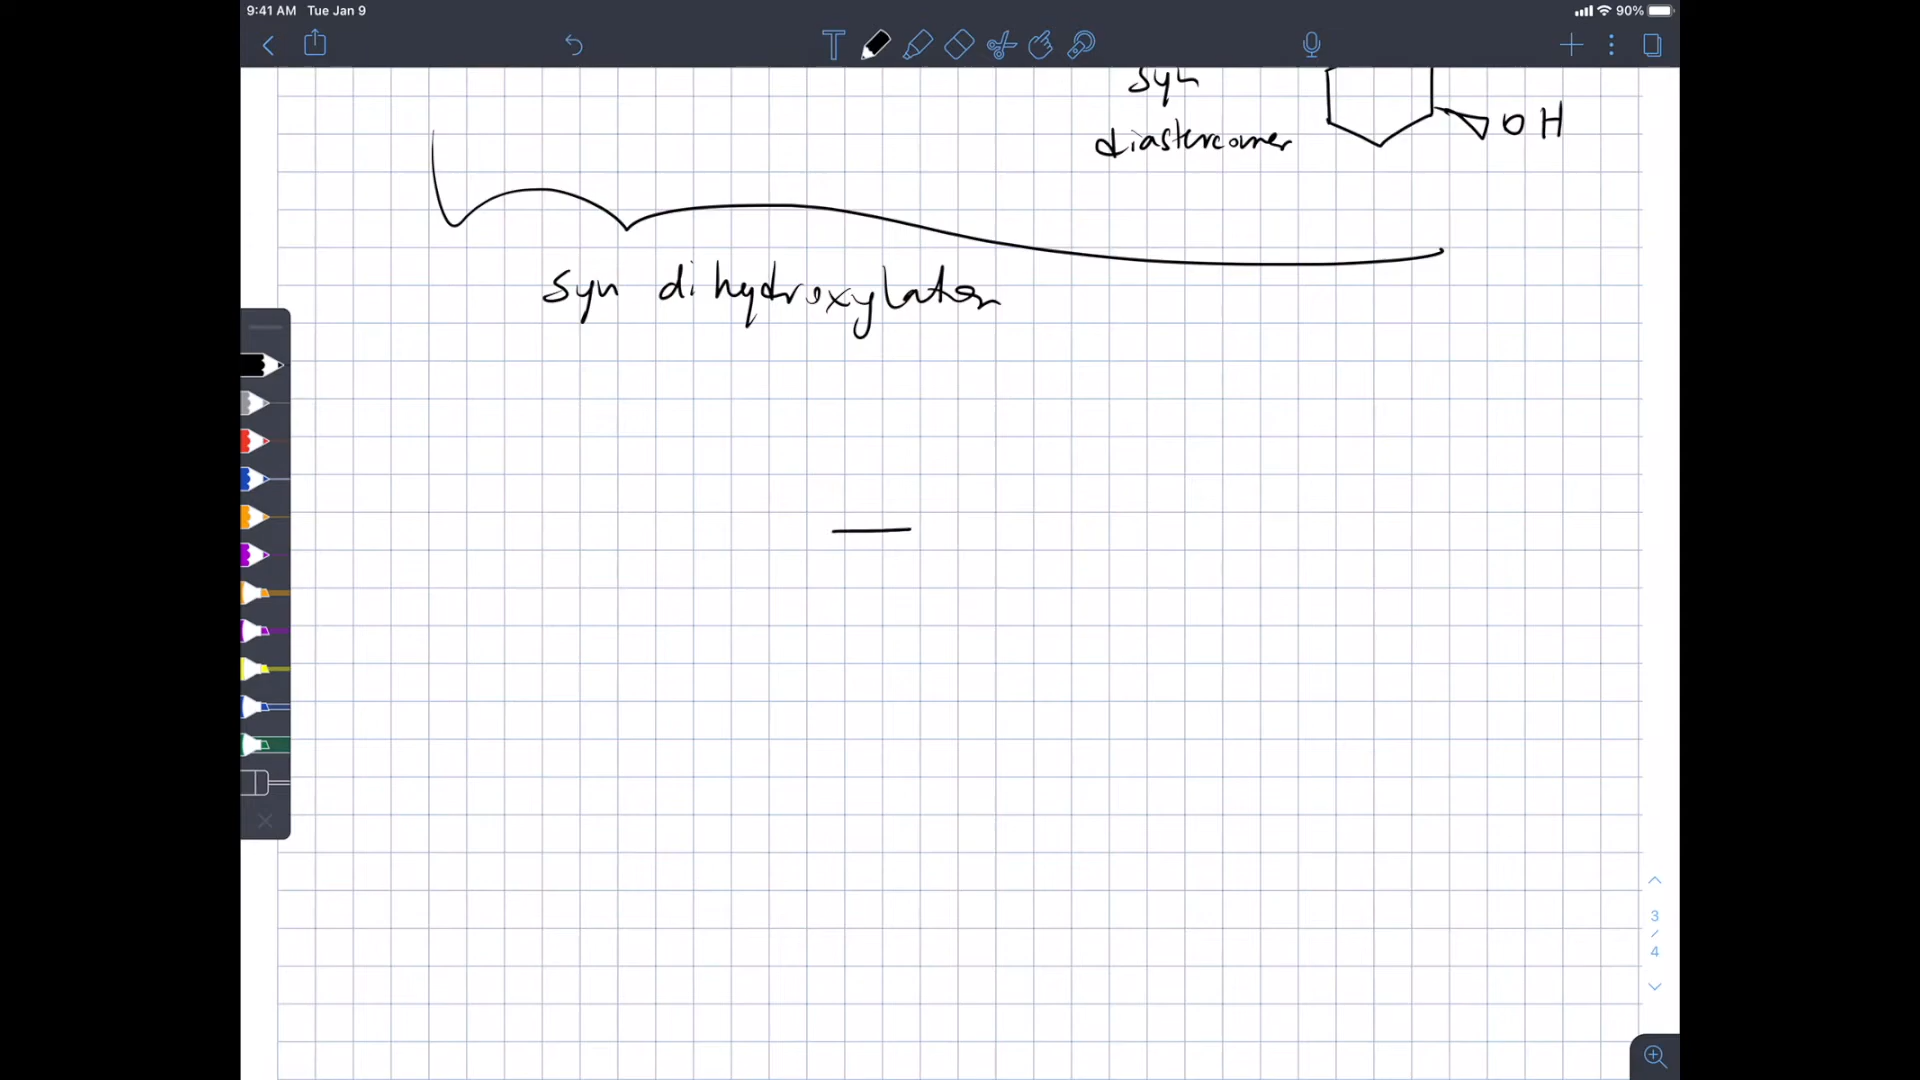 9:41 AM Tue Jan 9
90%
T
syn
diastereomer
OH
syn dihydroxylation
3
/
4